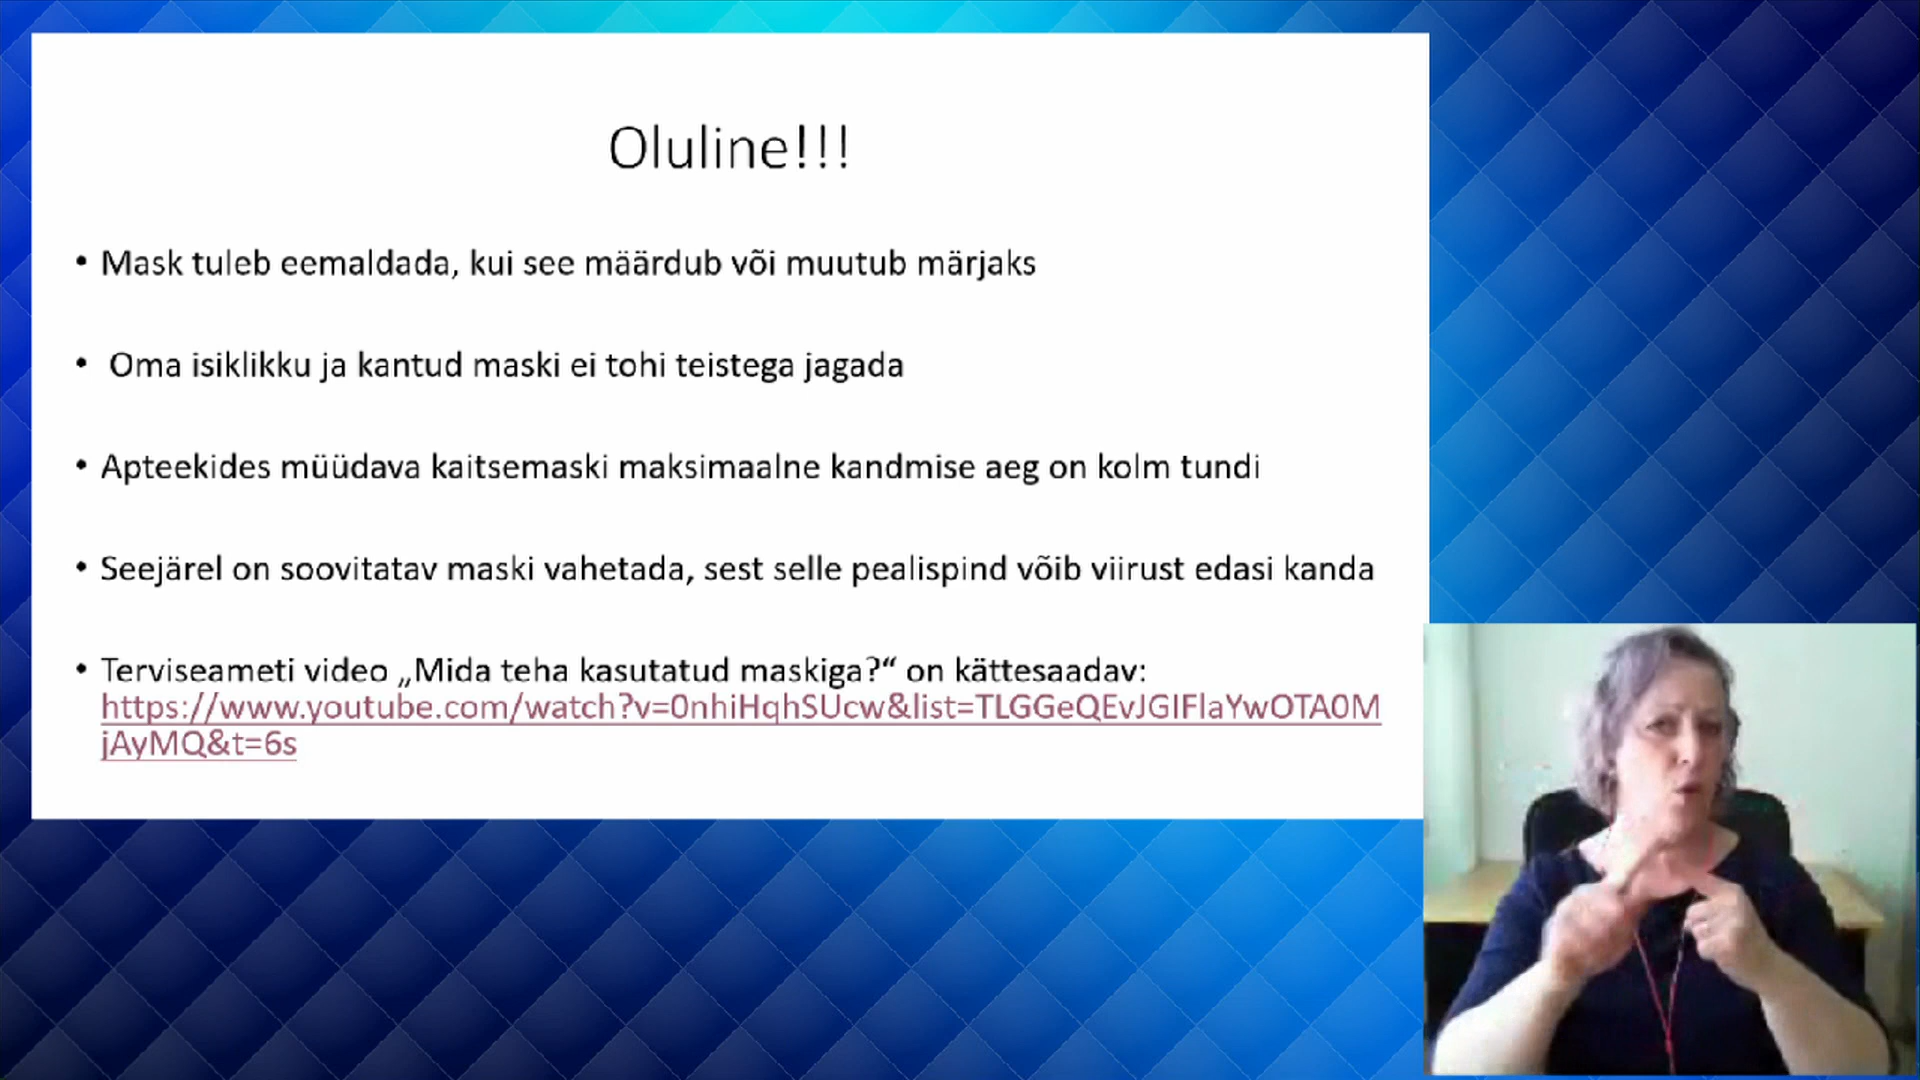 Oluline!!!
• Mask tuleb eemaldada, kui see määrdub või muutub märjaks
• Oma isiklikku ja kantud maski ei tohi teistega jagada
• Apteekides müüdava kaitsemaski maksimaalne kandmise aeg on kolm tundi
• Seejärel on soovitatav maski vahetada, sest selle pealispind võib viirust edasi kanda
• Terviseameti video „Mida teha kasutatud maskiga?“ on kättesaadav:
https://www.youtube.com/watch?v=0nhiHqhSUcw&list=TLGGeQEvJGIFlaYwOTA0M
jAyMQ&t=6s